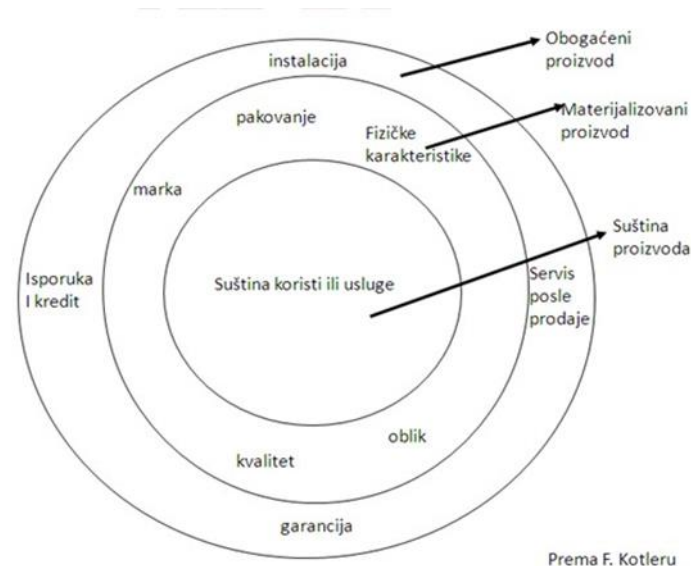 Obogaćeni
proizvod
instalacija
pakovanje
Materijalizovani
proizvod
Fizičke
karakteristike
marka
Suština
proizvoda
Isporuka
I kredit
Suština koristi ili usluge
Servis
posle
prodaje
oblik
kvalitet
garancija
Prema F. Kotleru